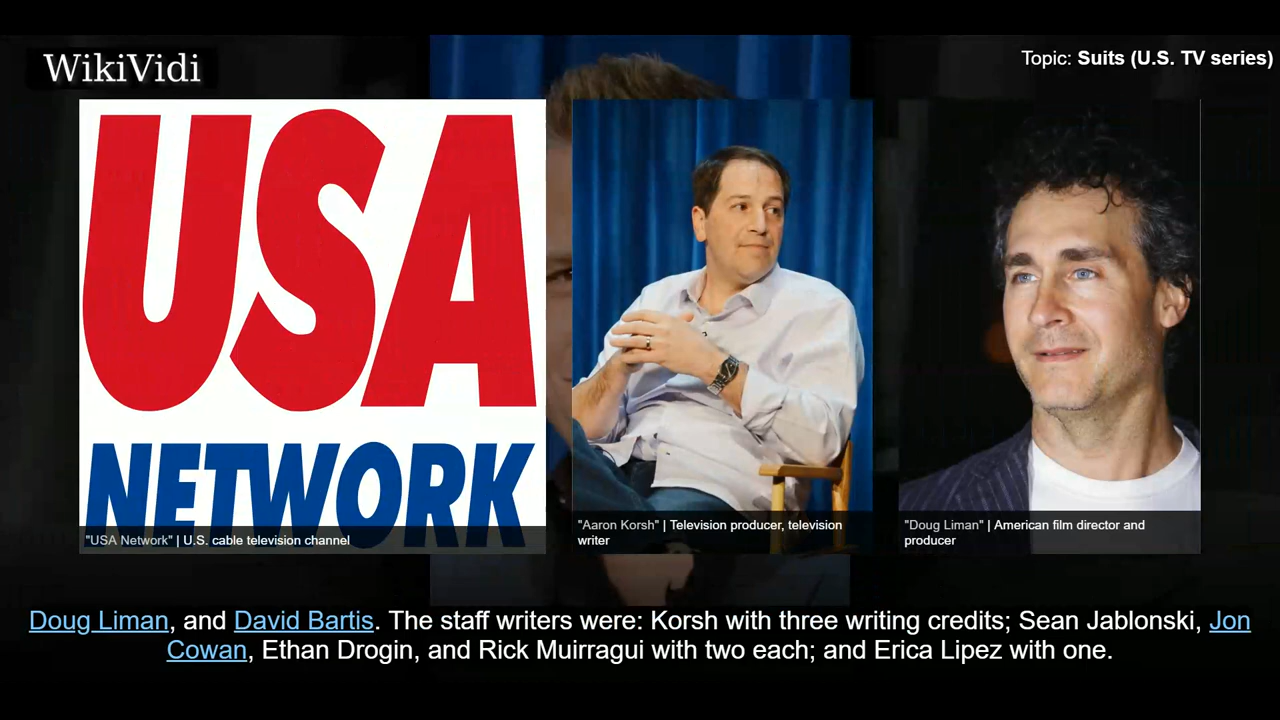 WikiVidi
Topic: Suits (U.S. TV series)
USA
NETWORK
"USA Network" | U.S. cable television channel
"Aaron Korsh" | Television producer, television
writer
"Doug Liman" | American film director and
producer
Doug Liman, and David Bartis. The staff writers were: Korsh with three writing credits; Sean Jablonski, Jon
Cowan, Ethan Drogin, and Rick Muirragui with two each; and Erica Lipez with one.